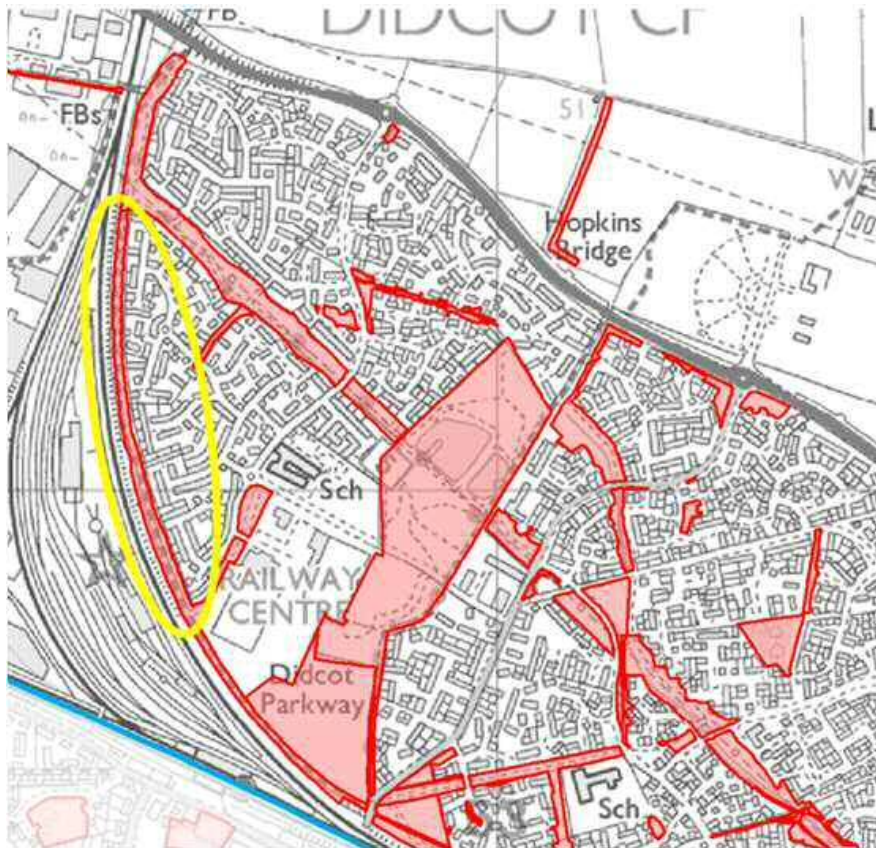 FB
DIDCOT CP
FBs
51
W
L
Hopkins
Bridge
Sch
RAILWAY
CENTRE
Didcot
Parkway
Sch